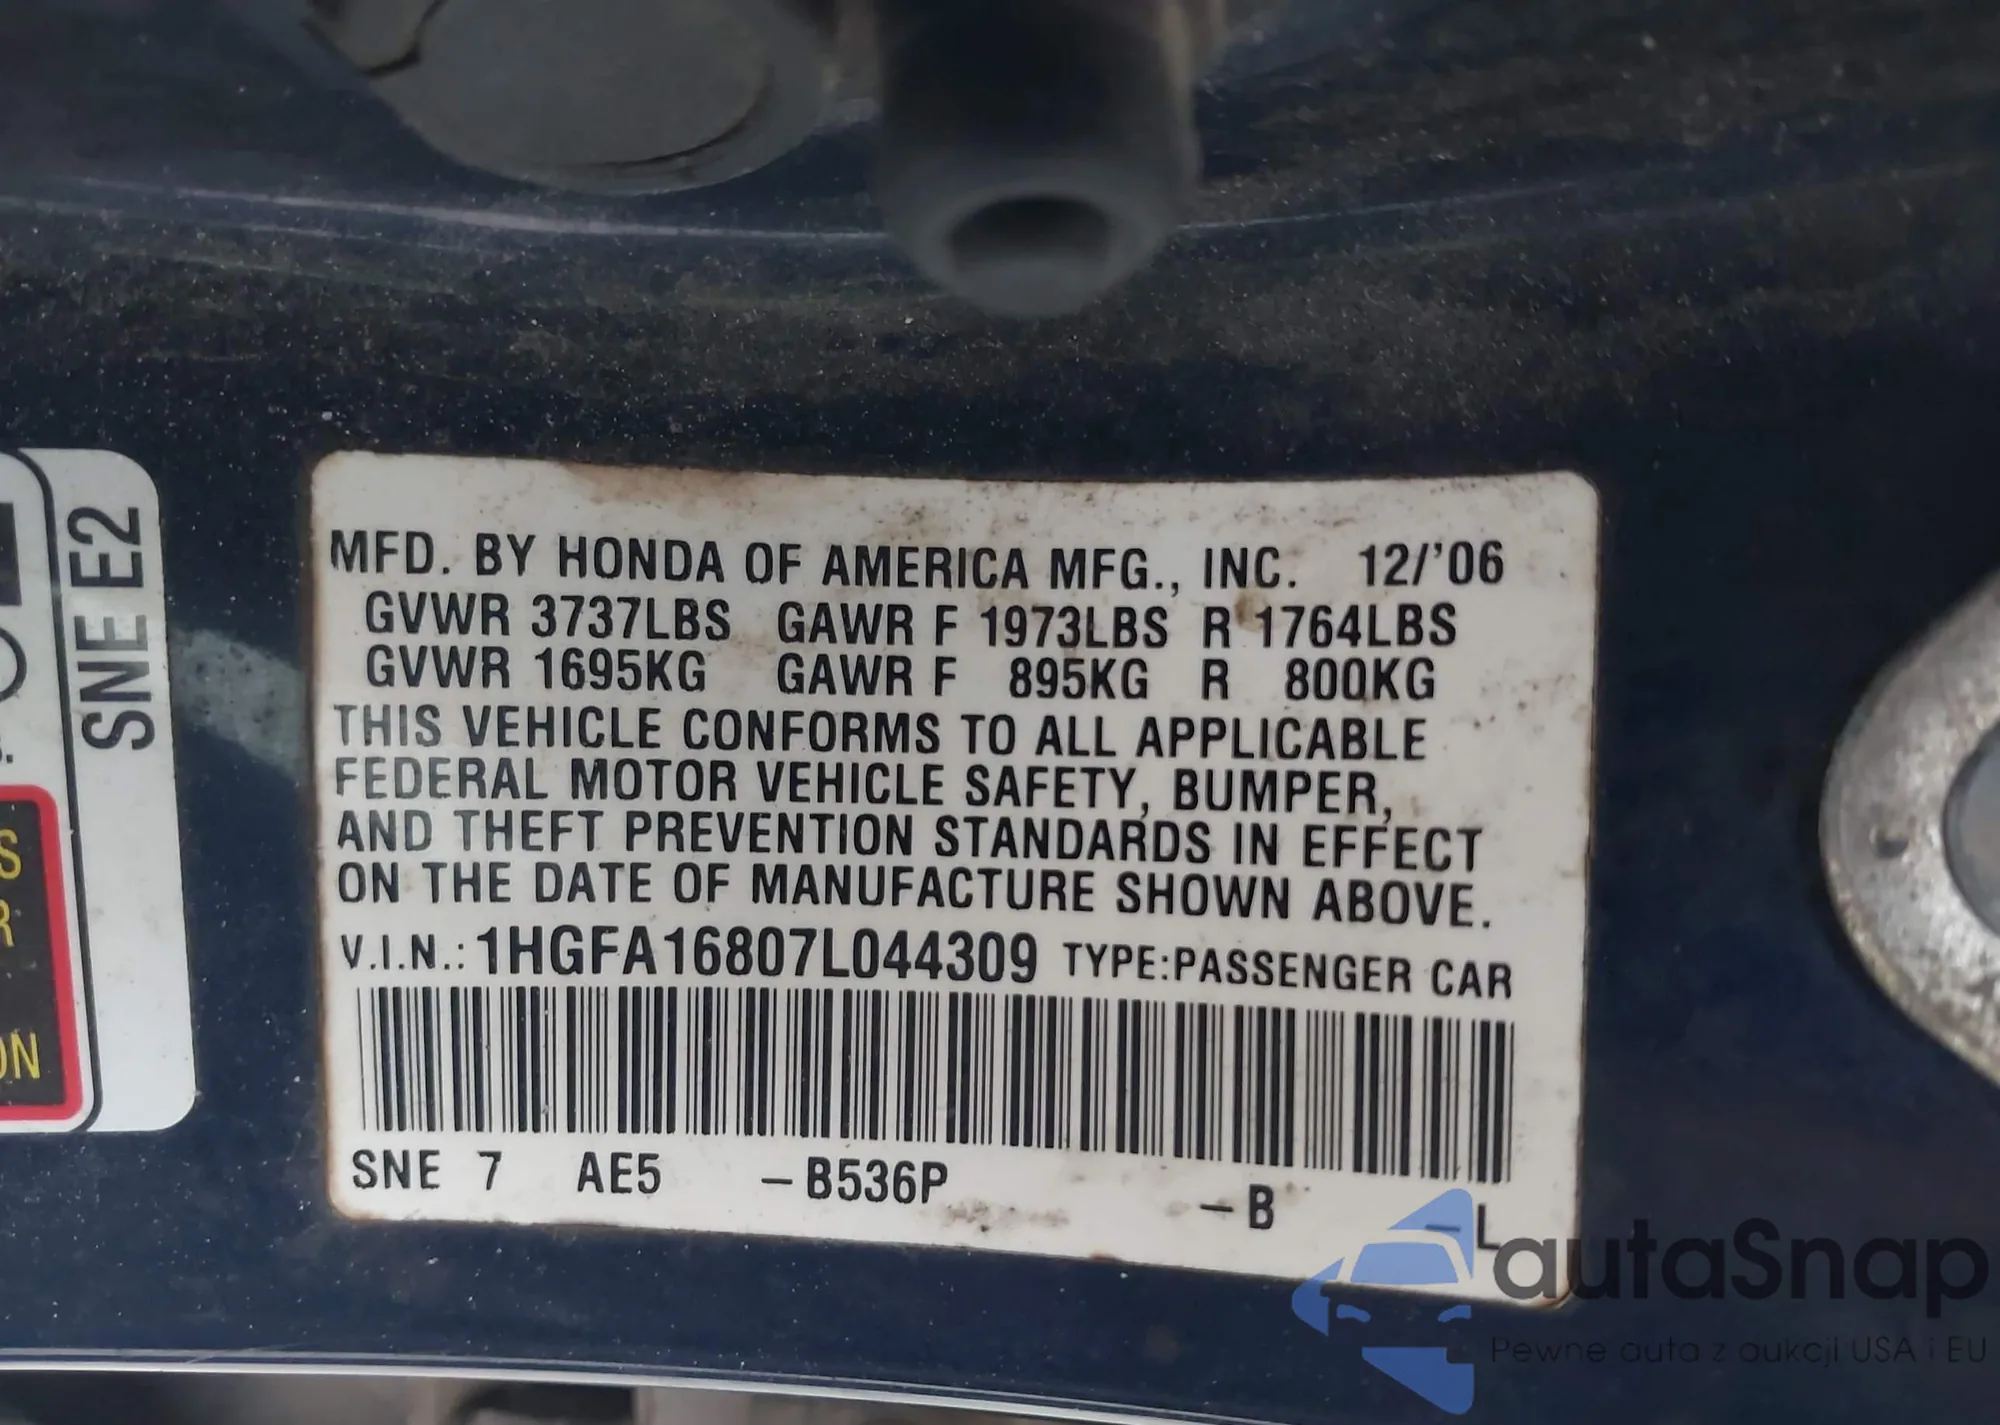 SNE E2
S
R
ON
MFD. BY HONDA OF AMERICA MFG., INC. 12/'06
GVWR 3737LBS GAWR F 1973LBS R 1764LBS
GVWR 1695KG GAWR F 895KG R 800KG
THIS VEHICLE CONFORMS TO ALL APPLICABLE
FEDERAL MOTOR VEHICLE SAFETY, BUMPER,
AND THEFT PREVENTION STANDARDS IN EFFECT
ON THE DATE OF MANUFACTURE SHOWN ABOVE.
V.I.N.: 1HGFA16807L044309 TYPE:PASSENGER CAR
SNE 7 AE5 –B536P –B –L
autaSnap
Pewne auta z aukcji USA i EU